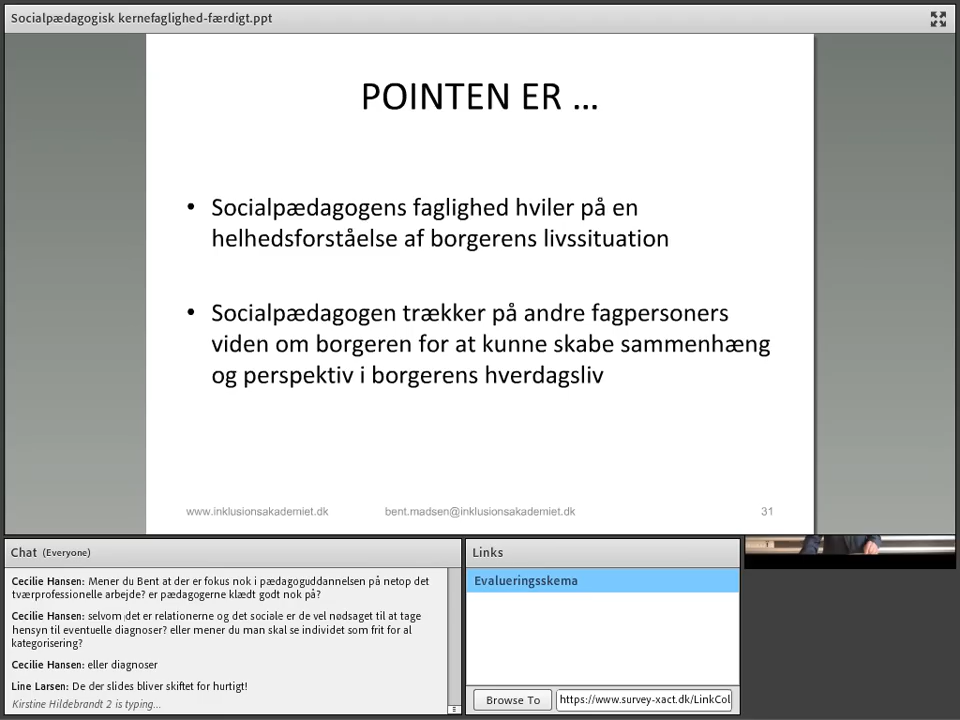 Socialpædagogisk kernefaglighed-færdigt.ppt
POINTEN ER ...
• Socialpædagogens faglighed hviler på en
helhedsforståelse af borgerens livssituation
• Socialpædagogen trækker på andre fagpersoners
viden om borgeren for at kunne skabe sammenhæng
og perspektiv i borgerens hverdagsliv
www.inklusionsakademiet.dk bent.madsen@inklusionsakademiet.dk 31
Chat (Everyone)
Cecilie Hansen: Mener du Bent at der er fokus nok i pædagoguddannelsen på netop det
tværprofessionelle arbejde? er pædagogerne klædt godt nok på?
Cecilie Hansen: selvom det er relationerne og det sociale er de vel nødsaget til at tage
hensyn til eventuelle diagnoser? eller mener du man skal se individet som frit for al
kategorisering?
Cecilie Hansen: eller diagnoser
Line Larsen: De der slides bliver skiftet for hurtigt!
Kirstine Hildebrandt 2 is typing...
Links
Evalueringsskema
Browse To https://www.survey-xact.dk/LinkCol